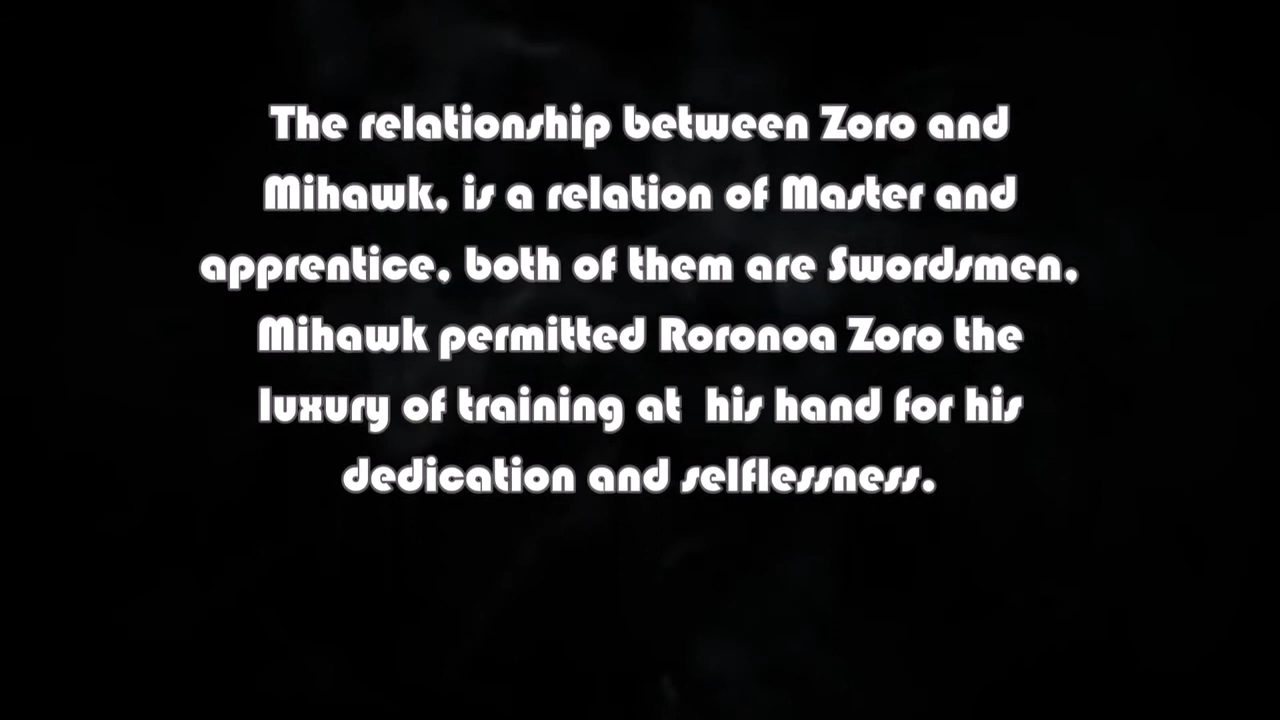 The relationship between Zoro and
Mihawk, is a relation of Master and
apprentice, both of them are Swordsmen,
Mihawk permitted Roronoa Zoro the
luxury of training at  his hand for his
dedication and selflessness.